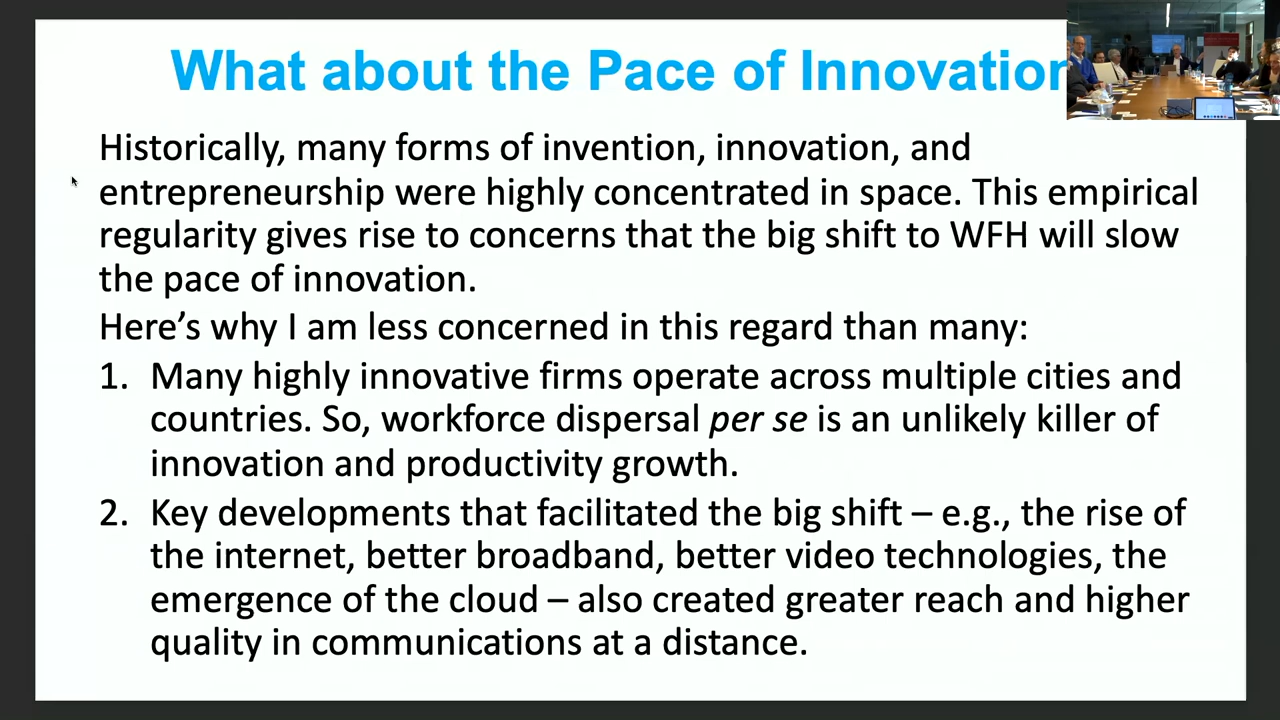 What about the Pace of Innovation
Historically, many forms of invention, innovation, and
entrepreneurship were highly concentrated in space. This empirical
regularity gives rise to concerns that the big shift to WFH will slow
the pace of innovation.
Here’s why I am less concerned in this regard than many:
1. Many highly innovative firms operate across multiple cities and
countries. So, workforce dispersal per se is an unlikely killer of
innovation and productivity growth.
2. Key developments that facilitated the big shift – e.g., the rise of
the internet, better broadband, better video technologies, the
emergence of the cloud – also created greater reach and higher
quality in communications at a distance.